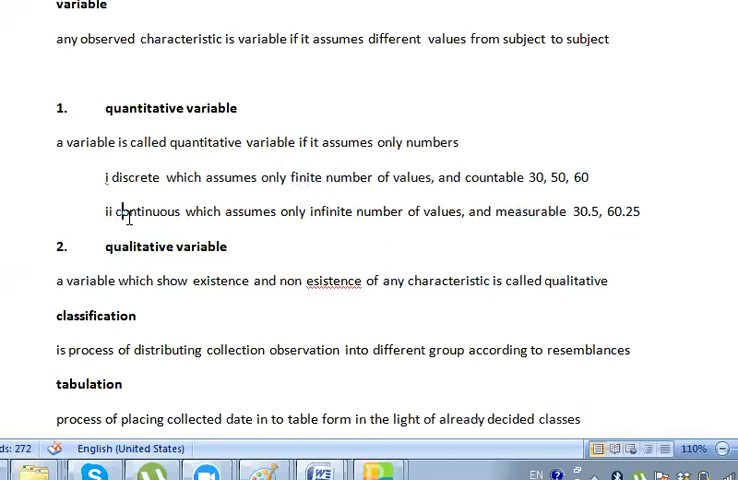 variable
any observed characteristic is variable if it assumes different values from subject to subject
1. quantitative variable
a variable is called quantitative variable if it assumes only numbers
i discrete which assumes only finite number of values, and countable 30, 50, 60
ii continuous which assumes only infinite number of values, and measurable 30.5, 60.25
2. qualitative variable
a variable which show existence and non esistence of any characteristic is called qualitative
classification
is process of distributing collection observation into different group according to resemblances
tabulation
process of placing collected date in to table form in the light of already decided classes
ds: 272 English (United States) 110%
EN